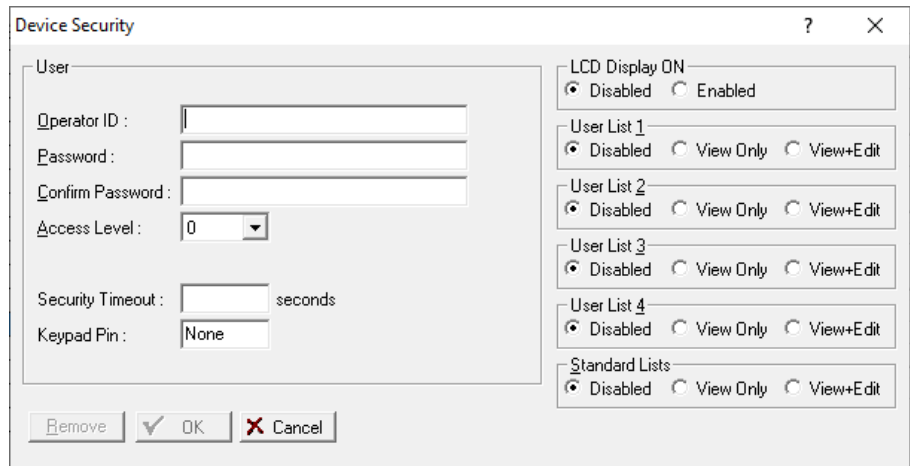 Device Security ?
User
Operator ID :
Password :
Confirm Password :
Access Level : 0
Security Timeout : seconds
Keypad Pin : None
LCD Display ON
Disabled Enabled
User List 1
Disabled View Only View+Edit
User List 2
Disabled View Only View+Edit
User List 3
Disabled View Only View+Edit
User List 4
Disabled View Only View+Edit
Standard Lists
Disabled View Only View+Edit
Remove OK Cancel